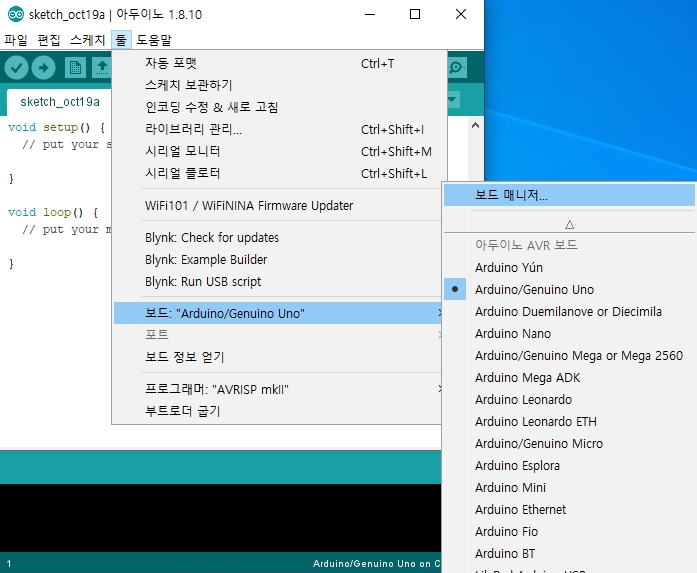 sketch_oct19a | 아두이노 1.8.10
파일 편집 스케치 툴 도움말
sketch_oct19a
void setup() {
// put your s
}
void loop() {
// put your m
}
자동 포맷 Ctrl+T
스케치 보관하기
인코딩 수정 & 새로 고침
라이브러리 관리... Ctrl+Shift+I
시리얼 모니터 Ctrl+Shift+M
시리얼 플로터 Ctrl+Shift+L
WiFi101 / WiFiNINA Firmware Updater
Blynk: Check for updates
Blynk: Example Builder
Blynk: Run USB script
보드: "Arduino/Genuino Uno"
포트
보드 정보 얻기
프로그래머: "AVRISP mkII"
부트로더 굽기
보드 매니저...
아두이노 AVR 보드
Arduino Yún
Arduino/Genuino Uno
Arduino Duemilanove or Diecimila
Arduino Nano
Arduino/Genuino Mega or Mega 2560
Arduino Mega ADK
Arduino Leonardo
Arduino Leonardo ETH
Arduino/Genuino Micro
Arduino Esplora
Arduino Mini
Arduino Ethernet
Arduino Fio
Arduino BT
1 Arduino/Genuino Uno on C